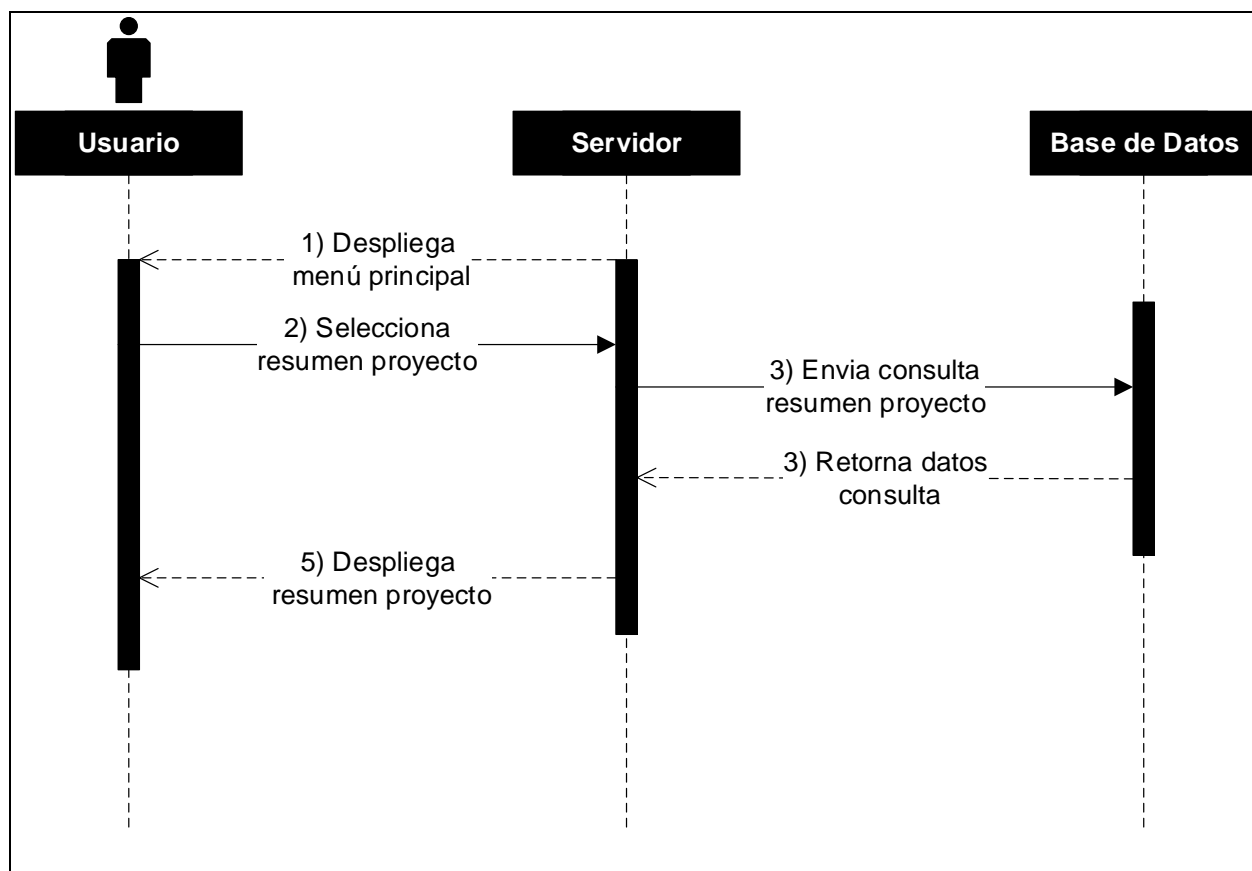 Usuario
Servidor
Base de Datos
1) Despliega
menú principal
2) Selecciona
resumen proyecto
3) Envia consulta
resumen proyecto
3) Retorna datos
consulta
5) Despliega
resumen proyecto